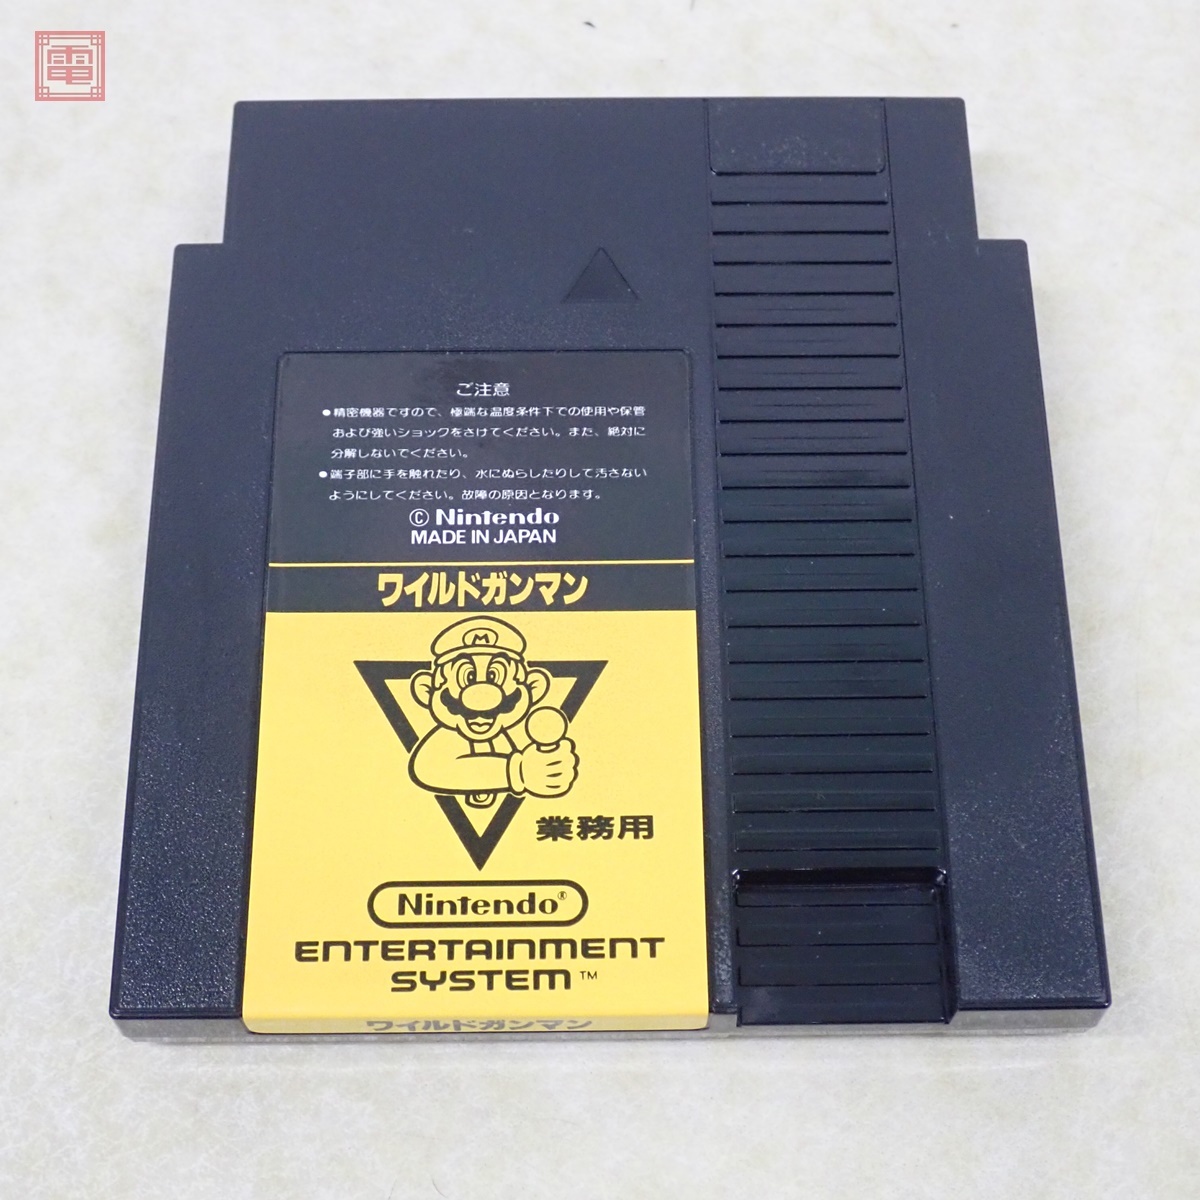 電
ご注意
●精密機器ですので、極端な温度条件下での使用や保管
および強いショックをさけてください。また、絶対に
分解しないでください。
●端子部に手を触れたり、水にぬらしたりして汚さない
ようにしてください。故障の原因となります。
© Nintendo
MADE IN JAPAN
ワイルドガンマン
M
業務用
Nintendo®
ENTERTAINMENT
SYSTEM™
ワイルドガンマン